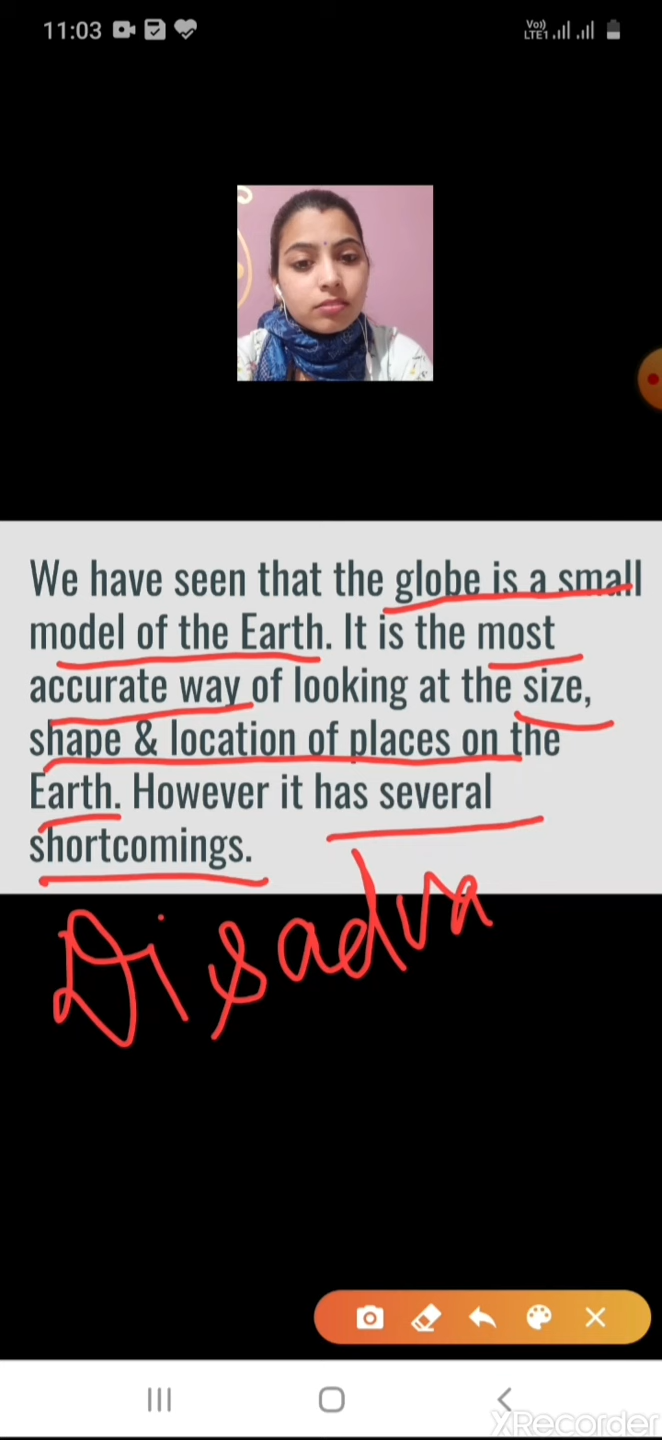 11:03
Vo))
LTE1
We have seen that the globe is a small
model of the Earth. It is the most
accurate way of looking at the size,
shape & location of places on the
Earth. However it has several
shortcomings.
Disadva
XRecorder